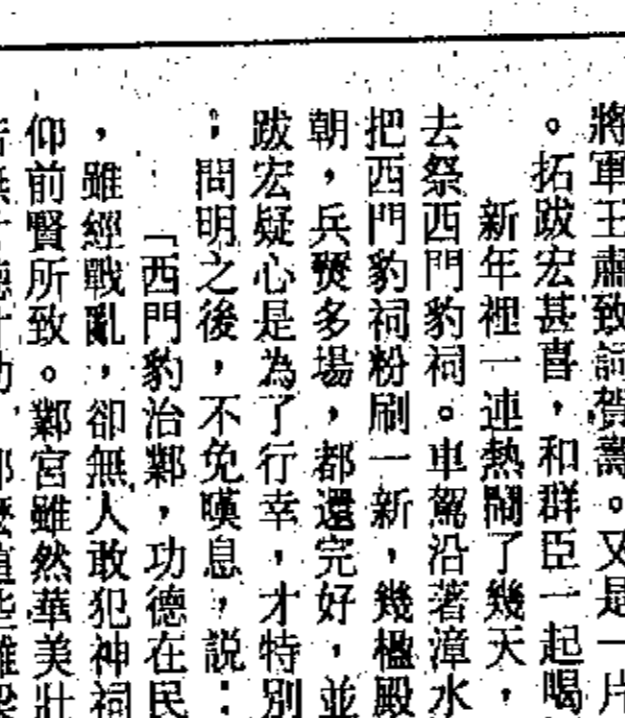 將軍王肅致詞賀壽。又是一片
。拓跋宏甚喜,和群臣一起喝
新年裡一連熱鬧了幾天,
去祭西門豹祠。車駕沿著漳水
把西門豹祠粉刷一新,幾楹殿
朝,兵燹多場,都還完好,並
跋宏疑心是為了行幸,才特別
;問明之後,不免嘆息,説:
「西門豹治鄴,功德在民
,雖經戰亂,卻無人敢犯神祠
仰前賢所致。鄴宮雖然華美壯